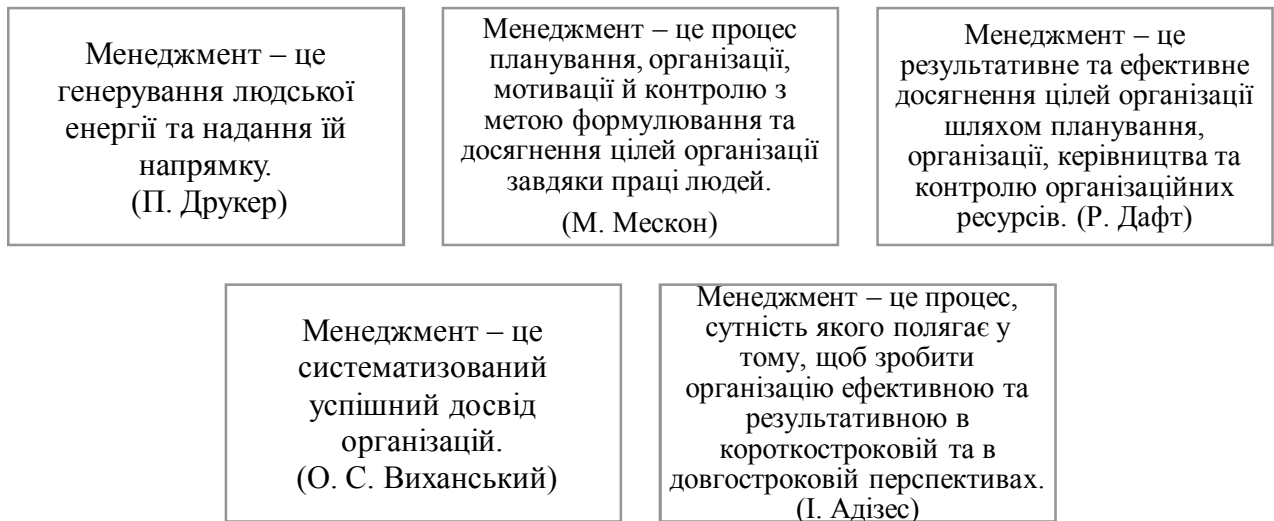 Менеджмент – це
генерування людської
енергії та надання їй
напрямку.
(П. Друкер)
Менеджмент – це процес
планування, організації,
мотивації й контролю з
метою формулювання та
досягнення цілей організації
завдяки праці людей.
(М. Мескон)
Менеджмент – це
результативне та ефективне
досягнення цілей організації
шляхом планування,
організації, керівництва та
контролю організаційних
ресурсів. (Р. Дафт)
Менеджмент – це
систематизований
успішний досвід
організацій.
(О. С. Виханський)
Менеджмент – це процес,
сутність якого полягає у
тому, щоб зробити
організацію ефективною та
результативною в
короткостроковій та в
довгостроковій перспективах.
(І. Адізес)